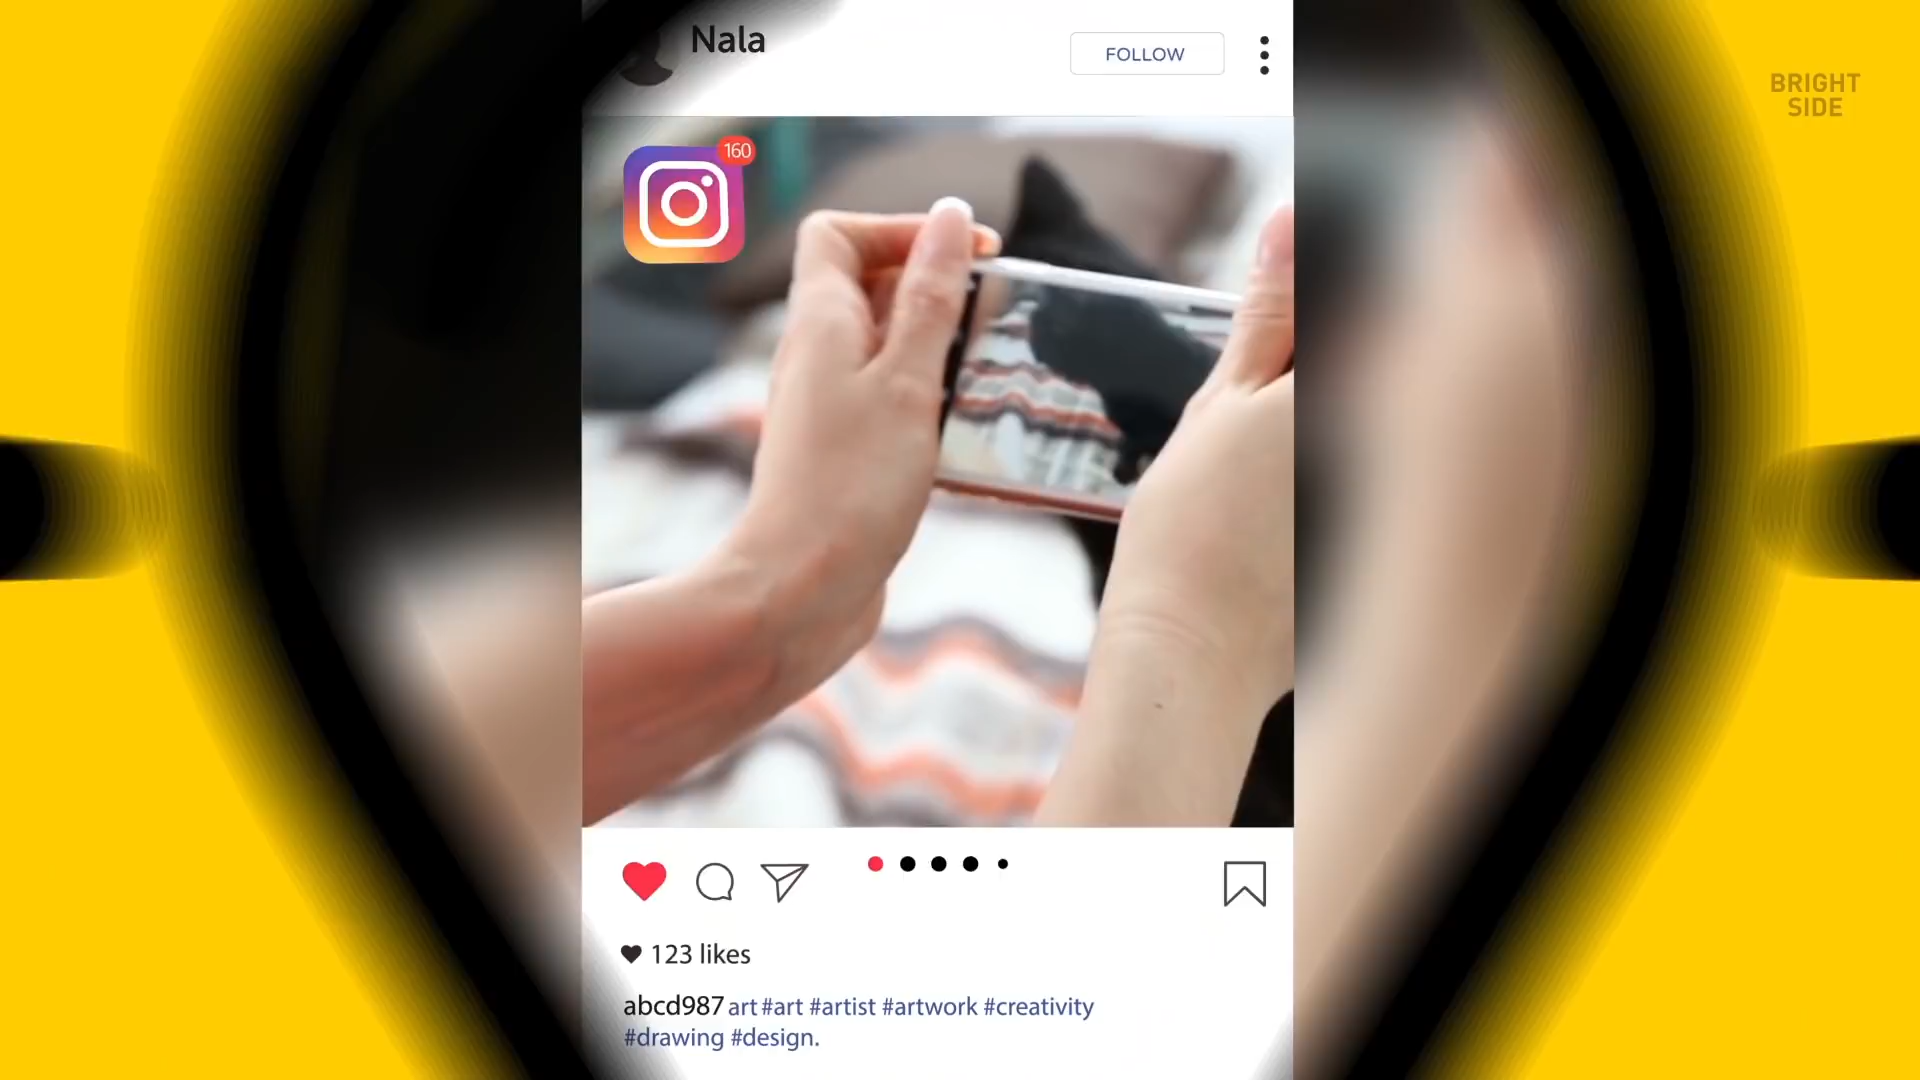 Nala
FOLLOW
BRIGHT
SIDE
160
123 likes
abcd987 art #art #artist #artwork #creativity
#drawing #design.